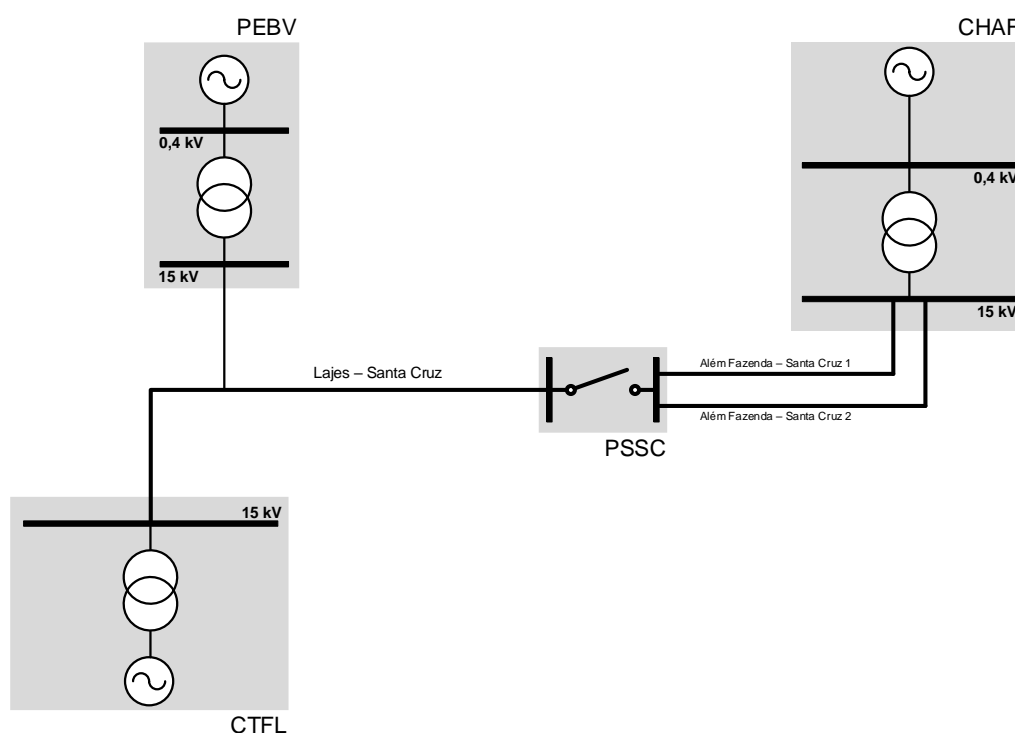 PEBV
CHAF
0,4 kV
15 kV
0,4 kV
15 kV
Lajes – Santa Cruz
Além Fazenda – Santa Cruz 1
Além Fazenda – Santa Cruz 2
PSSC
15 kV
CTFL